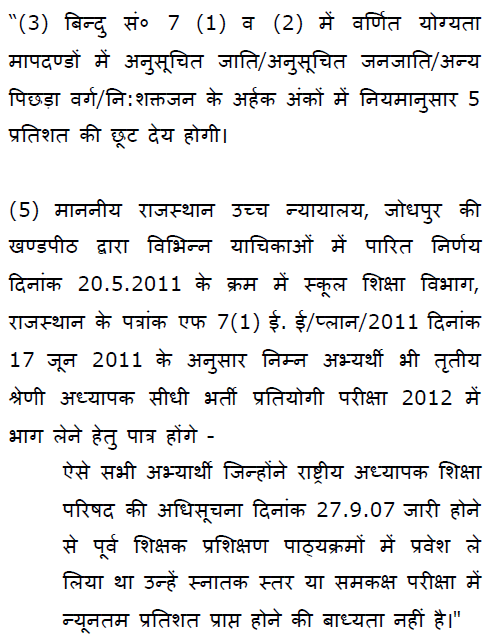 “(3) बिन्दु सं० 7 (1) व (2) में वर्णित योग्यता
मापदण्डों में अनुसूचित जाति/अनुसूचित जनजाति/अन्य
पिछड़ा वर्ग/नि:शक्तजन के अर्हक अंकों में नियमानुसार 5
प्रतिशत की छूट देय होगी।
(5) माननीय राजस्थान उच्च न्यायालय, जोधपुर की
खण्डपीठ द्वारा विभिन्न याचिकाओं में पारित निर्णय
दिनांक 20.5.2011 के क्रम में स्कूल शिक्षा विभाग,
राजस्थान के पत्रांक एफ 7(1) ई. ई/प्लान/2011 दिनांक
17 जून 2011 के अनुसार निम्न अभ्यर्थी भी तृतीय
श्रेणी अध्यापक सीधी भर्ती प्रतियोगी परीक्षा 2012 में
भाग लेने हेतु पात्र होंगे -
ऐसे सभी अभ्यार्थी जिन्होंने राष्ट्रीय अध्यापक शिक्षा
परिषद की अधिसूचना दिनांक 27.9.07 जारी होने
से पूर्व शिक्षक प्रशिक्षण पाठ्यक्रमों में प्रवेश ले
लिया था उन्हें स्नातक स्तर या समकक्ष परीक्षा में
न्यूनतम प्रतिशत प्राप्त होने की बाध्यता नहीं है।"